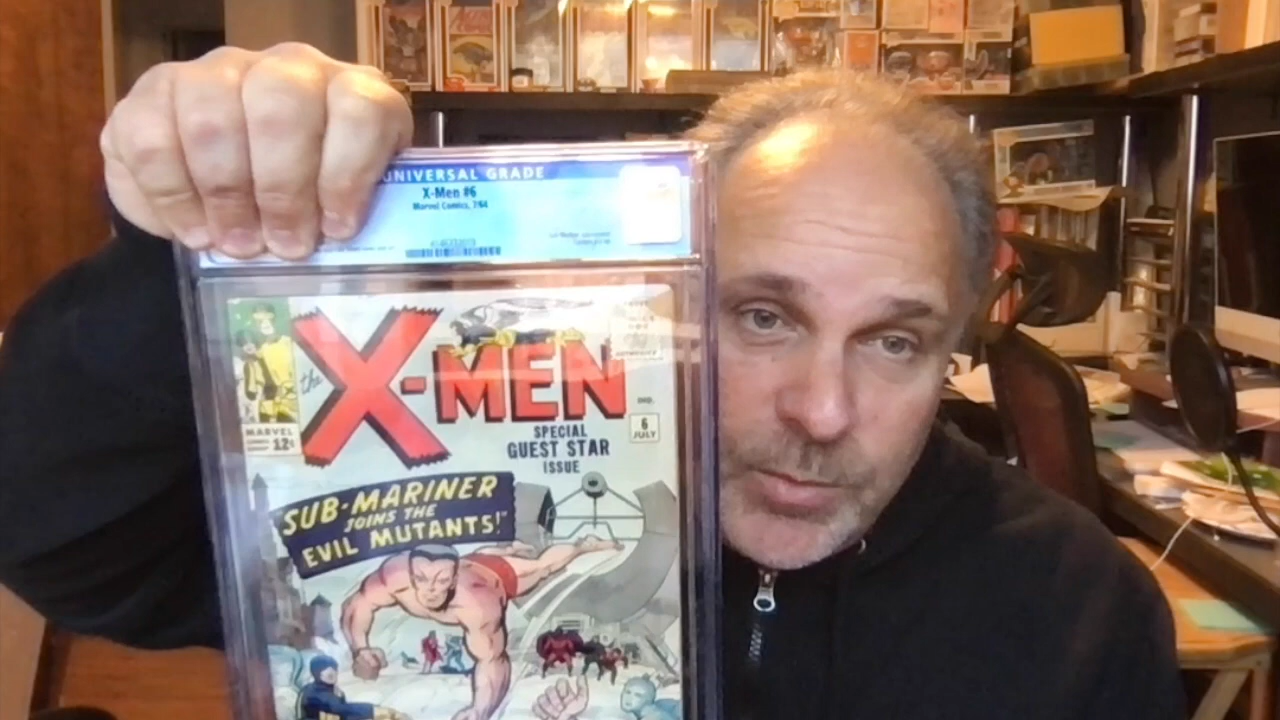 UNIVERSAL GRADE
X-Men #6
Marvel Comics, 7/64
the X-MEN
MARVEL
COMICS
GROUP
12¢
IND.
6
JULY
SPECIAL
GUEST STAR
ISSUE
SUB-MARINER
JOINS THE
EVIL MUTANTS!"